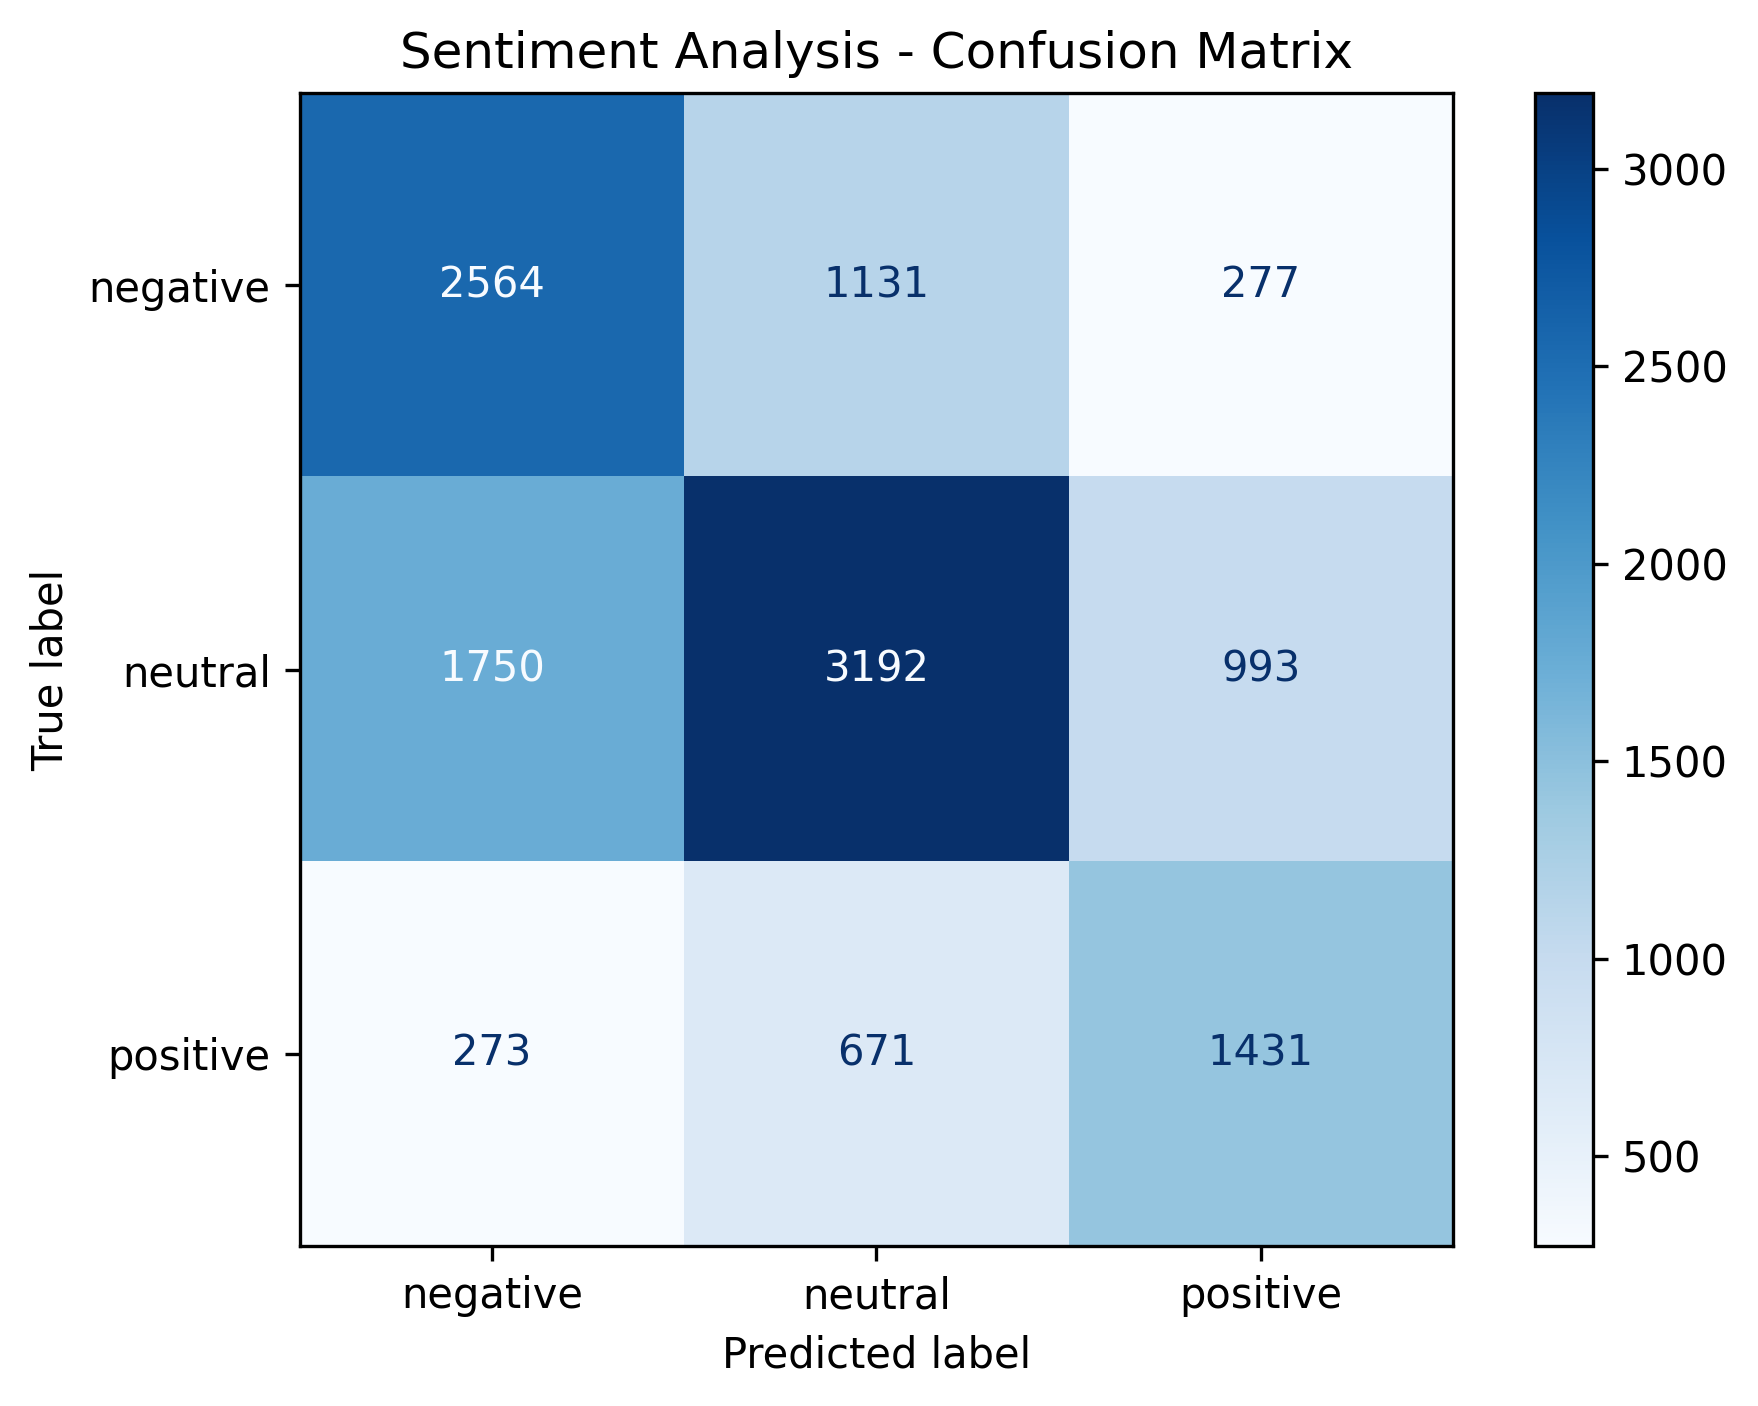 Sentiment Analysis - Confusion Matrix
negative 2564 1131 277
neutral 1750 3192 993
positive 273 671 1431
negative neutral positive
Predicted label
True label
3000
2500
2000
1500
1000
500